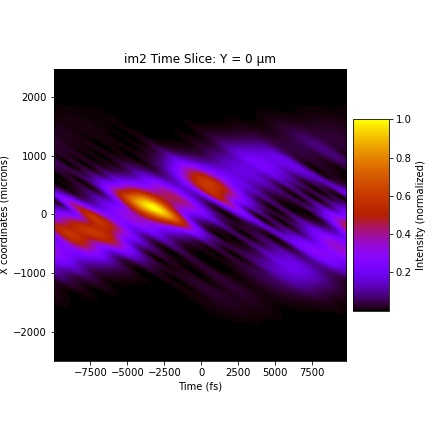 im2 Time Slice: Y = 0 µm
2000
1000
0
−1000
−2000
X coordinates (microns)
−7500 −5000 −2500 0 2500 5000 7500
Time (fs)
1.0
0.8
0.6
0.4
0.2
Intensity (normalized)